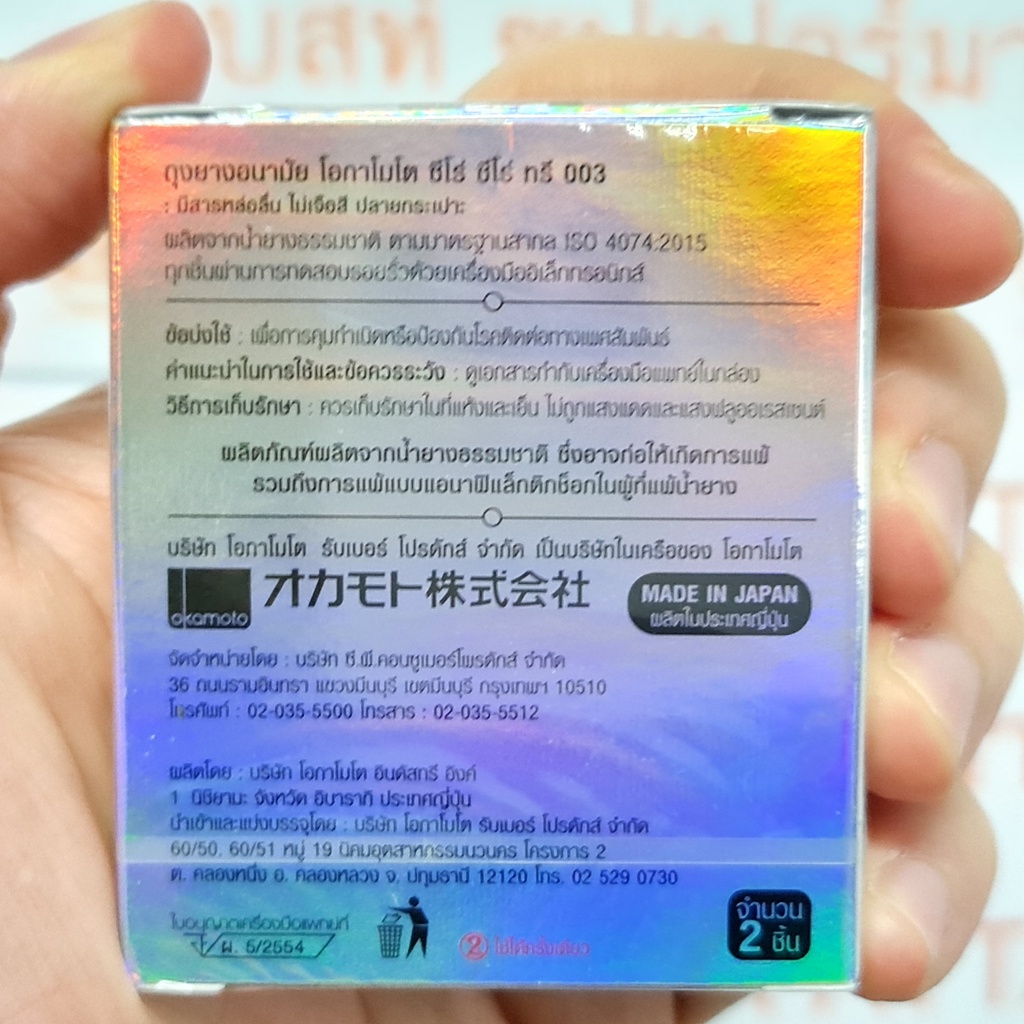 ถุงยางอนามัย โอกาโมโต ซีโร่ ซีโร่ ทรี 003
: มีสารหล่อลื่น ไม่เจือสี ปลายกระเปาะ
ผลิตจากน้ำยางธรรมชาติ ตามมาตรฐานสากล ISO 4074:2015
ทุกชิ้นผ่านการทดสอบรอยรั่วด้วยเครื่องมืออิเล็กทรอนิกส์
ข้อบ่งใช้ : เพื่อการคุมกำเนิดหรือป้องกันโรคติดต่อทางเพศสัมพันธ์
คำแนะนำในการใช้และข้อควรระวัง : ดูเอกสารกำกับเครื่องมือแพทย์ในกล่อง
วิธีการเก็บรักษา : ควรเก็บรักษาในที่แห้งและเย็น ไม่ถูกแสงแดดและแสงฟลูออเรสเซนต์
ผลิตภัณฑ์ผลิตจากน้ำยางธรรมชาติ ซึ่งอาจก่อให้เกิดการแพ้
รวมถึงการแพ้แบบแอนาฟิแล็กติกช็อกในผู้ที่แพ้น้ำยาง
บริษัท โอกาโมโต รับเบอร์ โปรดักส์ จำกัด เป็นบริษัทในเครือของ โอกาโมโต
okamoto オカモト株式会社
MADE IN JAPAN
ผลิตในประเทศญี่ปุ่น
จัดจำหน่ายโดย : บริษัท ซี.พี.คอนซูเมอร์โพรดักส์ จำกัด
36 ถนนรามอินทรา แขวงมีนบุรี เขตมีนบุรี กรุงเทพฯ 10510
โทรศัพท์ : 02-035-5500 โทรสาร : 02-035-5512
ผลิตโดย : บริษัท โอกาโมโต อินดัสทรี อิงค์
1 นิชิยามะ จังหวัด อิบารากิ ประเทศญี่ปุ่น
นำเข้าและแบ่งบรรจุโดย : บริษัท โอกาโมโต รับเบอร์ โปรดักส์ จำกัด
60/50, 60/51 หมู่ 19 นิคมอุตสาหกรรมนวนคร โครงการ 2
ต. คลองหนึ่ง อ. คลองหลวง จ. ปทุมธานี 12120 โทร. 02 529 0730
ใบอนุญาตเครื่องมือแพทย์ที่
ผ. 5/2554
2 ใช้ได้ครั้งเดียว
จำนวน
2 ชิ้น